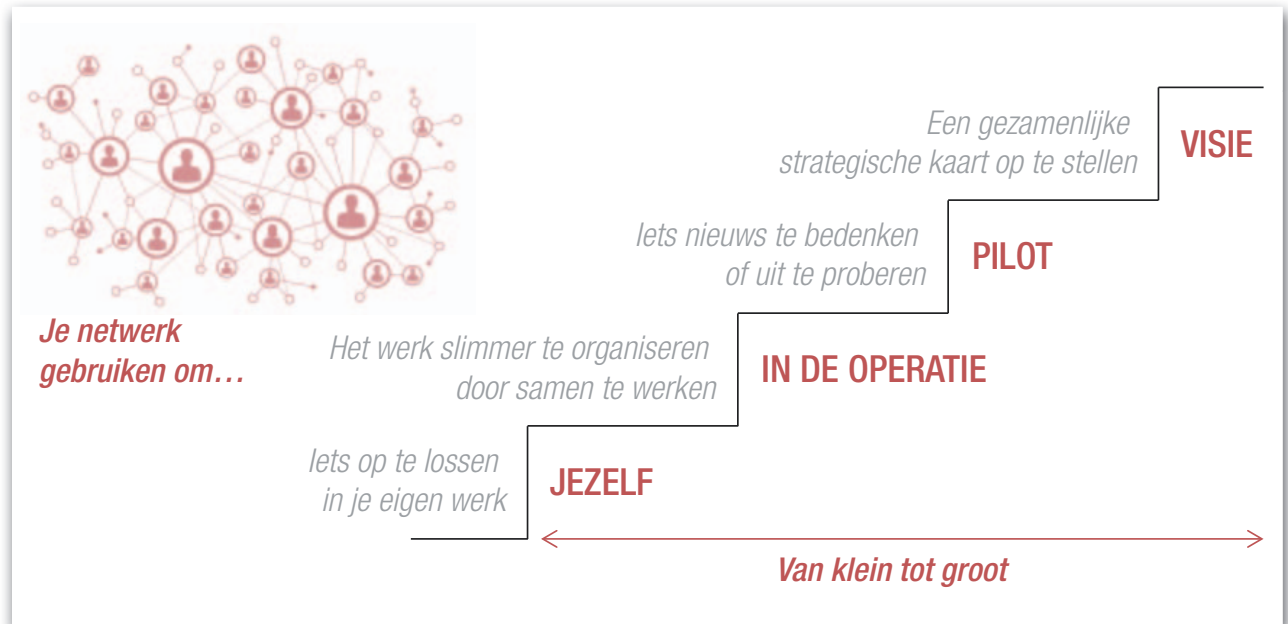 Je netwerk
gebruiken om…
Een gezamenlijke
strategische kaart op te stellen
VISIE
Iets nieuws te bedenken
of uit te proberen
PILOT
Het werk slimmer te organiseren
door samen te werken
IN DE OPERATIE
Iets op te lossen
in je eigen werk
JEZELF
Van klein tot groot